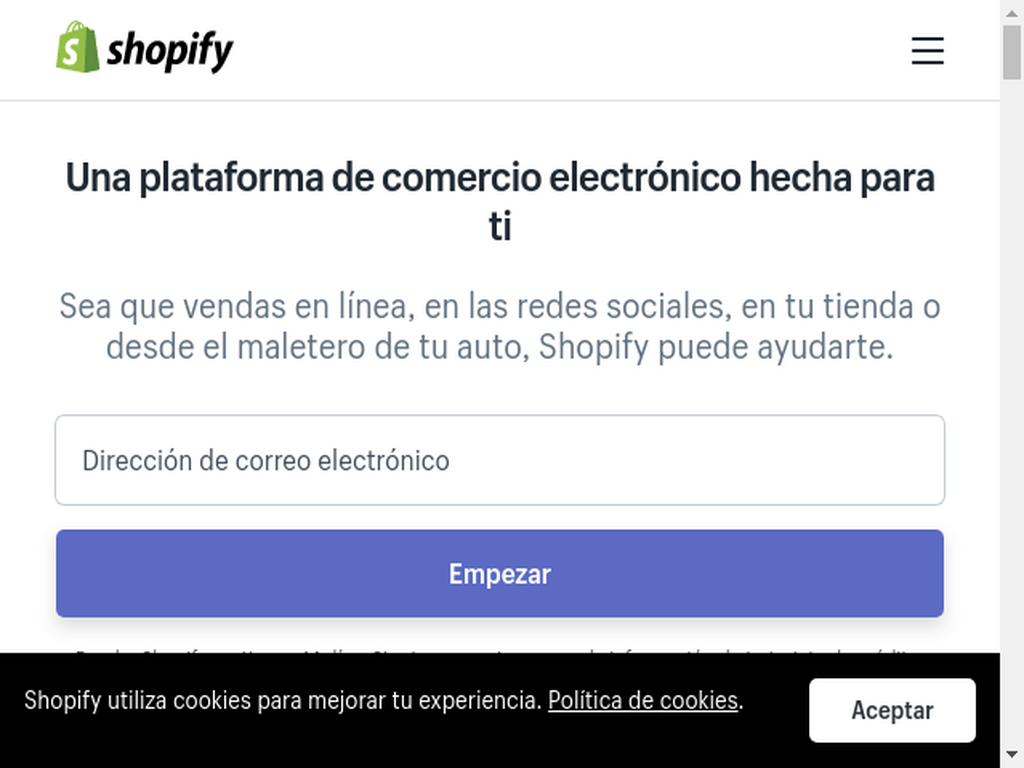 shopify
Una plataforma de comercio electrónico hecha para
ti
Sea que vendas en línea, en las redes sociales, en tu tienda o
desde el maletero de tu auto, Shopify puede ayudarte.
Dirección de correo electrónico
Empezar
Shopify utiliza cookies para mejorar tu experiencia. Política de cookies.
Aceptar